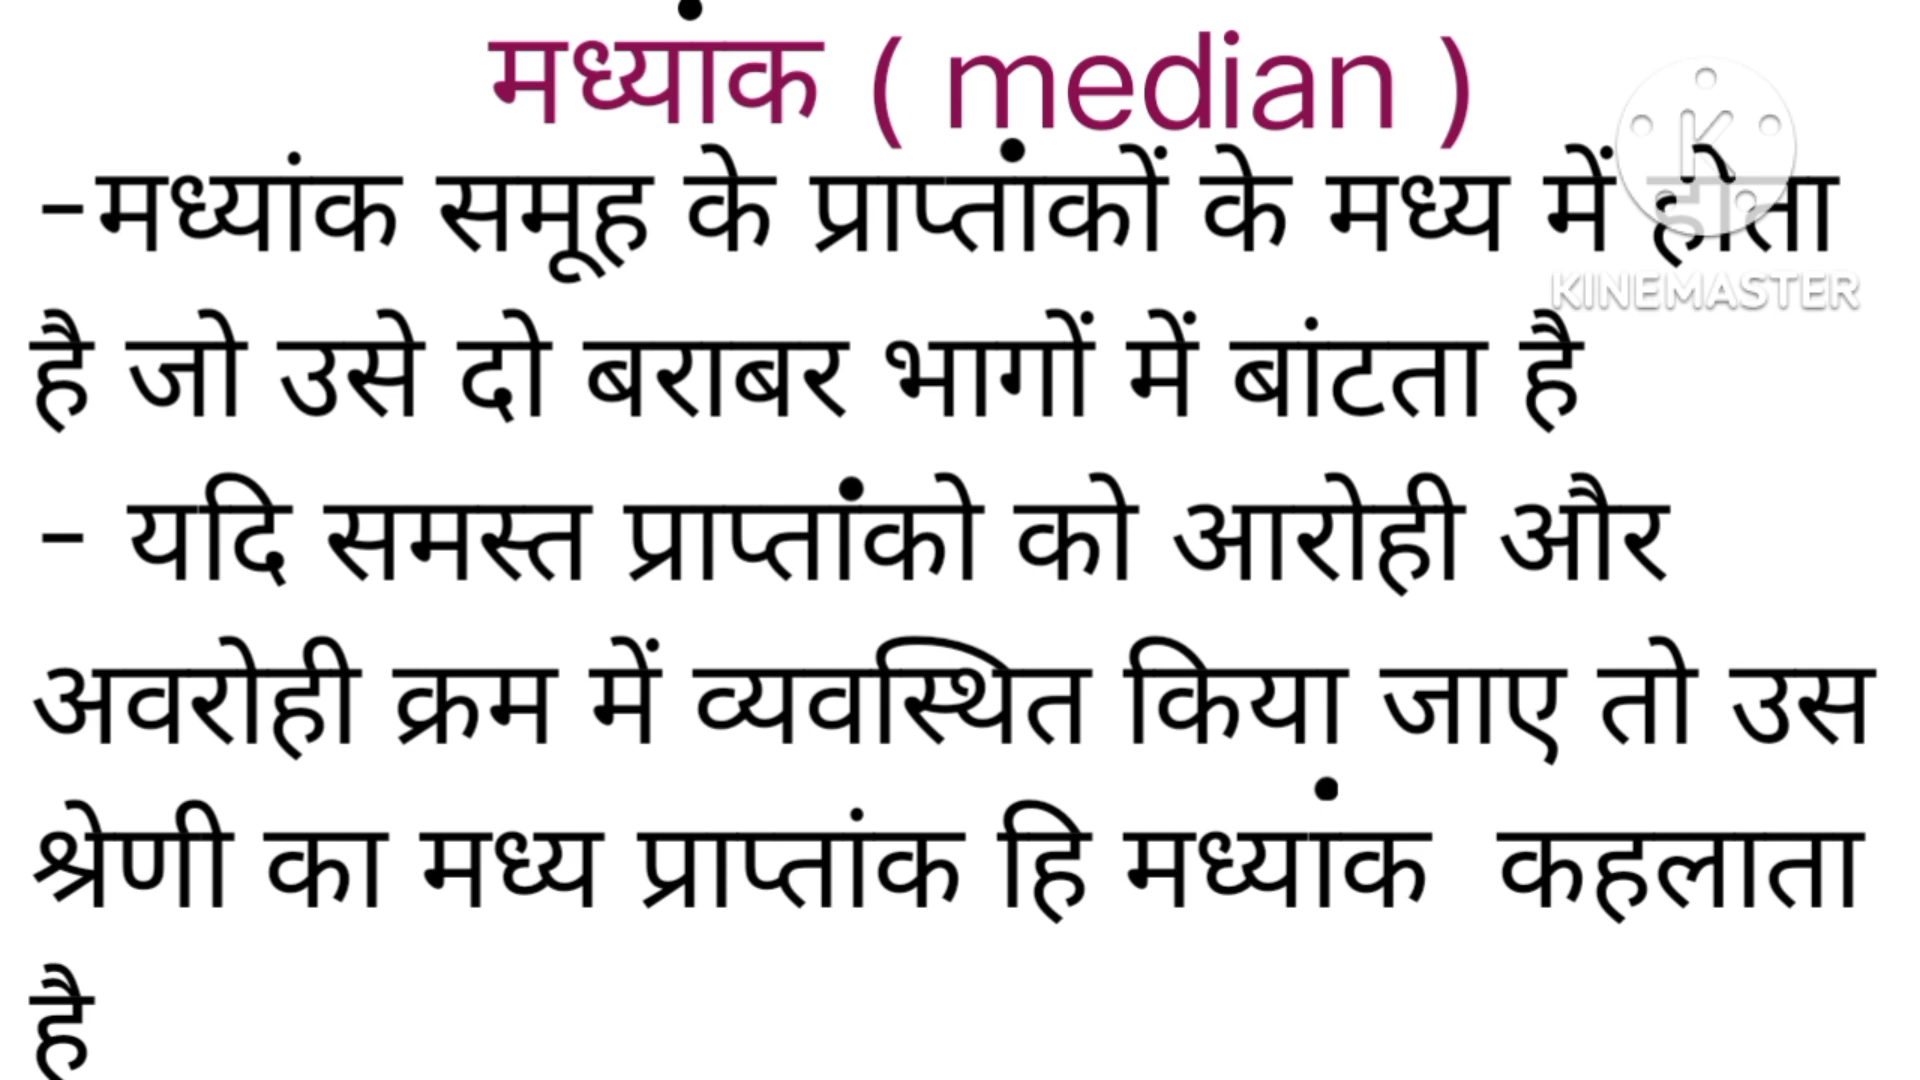 मध्यांक ( median )
-मध्यांक समूह के प्राप्तांकों के मध्य में होता
है जो उसे दो बराबर भागों में बांटता है
- यदि समस्त प्राप्तांको को आरोही और
अवरोही क्रम में व्यवस्थित किया जाए तो उस
श्रेणी का मध्य प्राप्तांक हि मध्यांक  कहलाता
है
K
KINEMASTER